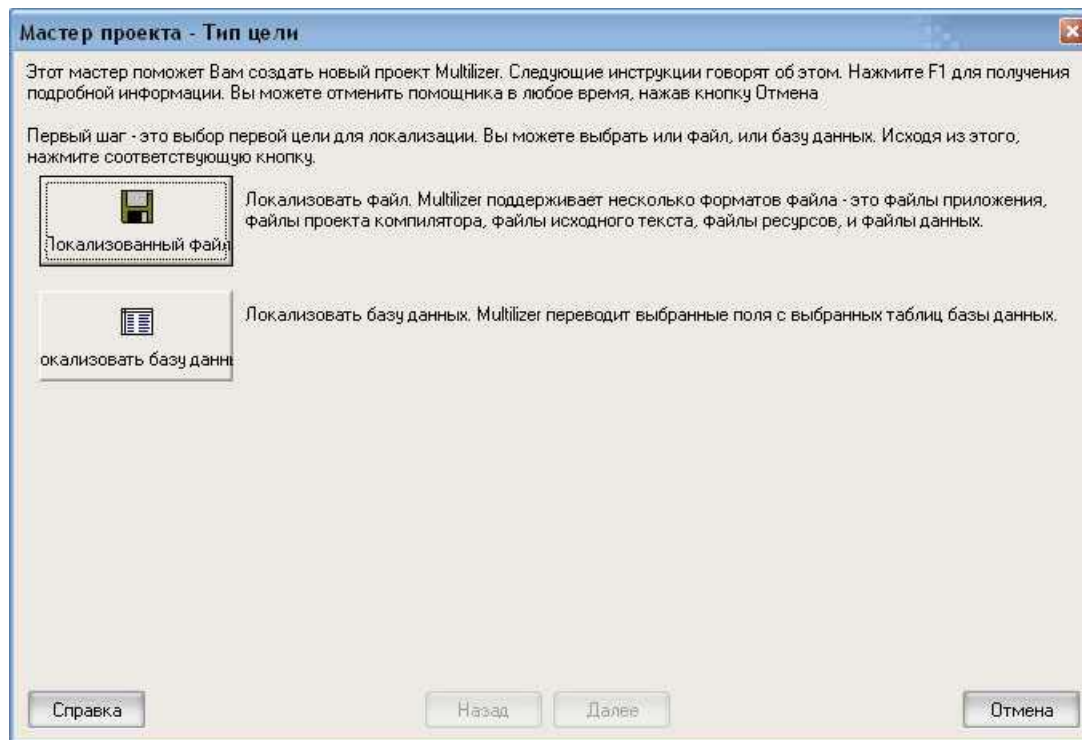 Мастер проекта - Тип цели
Этот мастер поможет Вам создать новый проект Multilizer. Следующие инструкции говорят об этом. Нажмите F1 для получения
подробной информации. Вы можете отменить помощника в любое время, нажав кнопку Отмена
Первый шаг - это выбор первой цели для локализации. Вы можете выбрать или файл, или базу данных. Исходя из этого,
нажмите соответствующую кнопку.
Локализованный файл
Локализовать файл. Multilizer поддерживает несколько форматов файла - это файлы приложения,
файлы проекта компилятора, файлы исходного текста, файлы ресурсов, и файлы данных.
окализовать базу данн
Локализовать базу данных. Multilizer переводит выбранные поля с выбранных таблиц базы данных.
Справка
Назад
Далее
Отмена